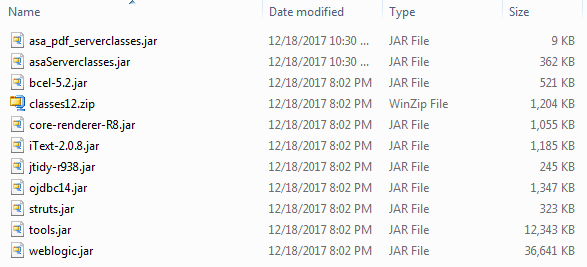 Name Date modified Type Size
asa_pdf_serverclasses.jar 12/18/2017 10:30 ... JAR File 9 KB
asaServerclasses.jar 12/18/2017 10:30 ... JAR File 362 KB
bcel-5.2.jar 12/18/2017 8:02 PM JAR File 521 KB
classes12.zip 12/18/2017 8:02 PM WinZip File 1,204 KB
core-renderer-R8.jar 12/18/2017 8:02 PM JAR File 1,055 KB
iText-2.0.8.jar 12/18/2017 8:02 PM JAR File 1,185 KB
jtidy-r938.jar 12/18/2017 8:02 PM JAR File 245 KB
ojdbc14.jar 12/18/2017 8:02 PM JAR File 1,347 KB
struts.jar 12/18/2017 8:02 PM JAR File 323 KB
tools.jar 12/18/2017 8:02 PM JAR File 12,343 KB
weblogic.jar 12/18/2017 8:02 PM JAR File 36,641 KB